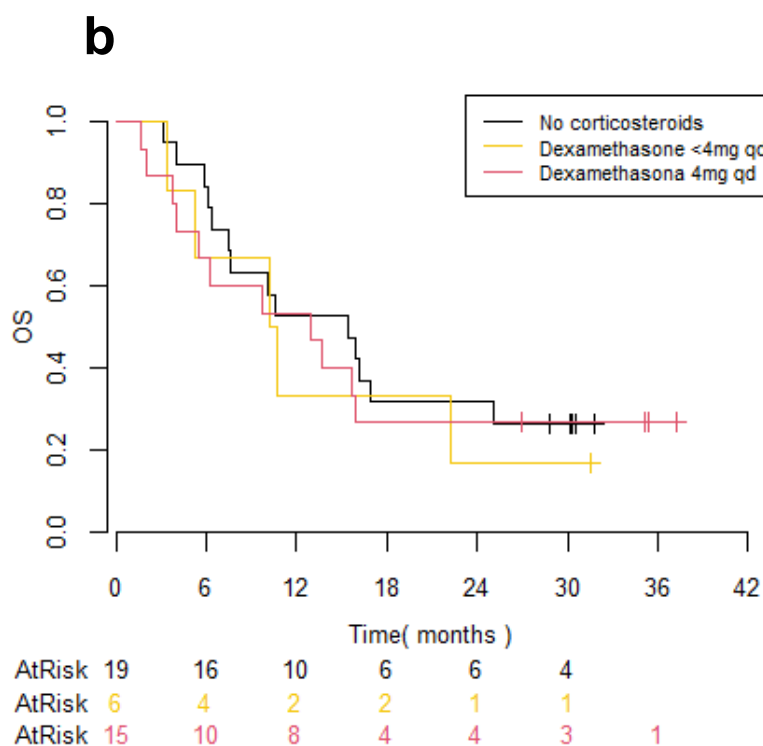 b
No corticosteroids
Dexamethasone <4mg qd
Dexamethasona 4mg qd
1.0
0.8
0.6
0.4
0.2
0.0
OS
0 6 12 18 24 30 36 42
Time( months )
AtRisk 19 16 10 6 6 4
AtRisk 6 4 2 2 1 1
AtRisk 15 10 8 4 4 3 1